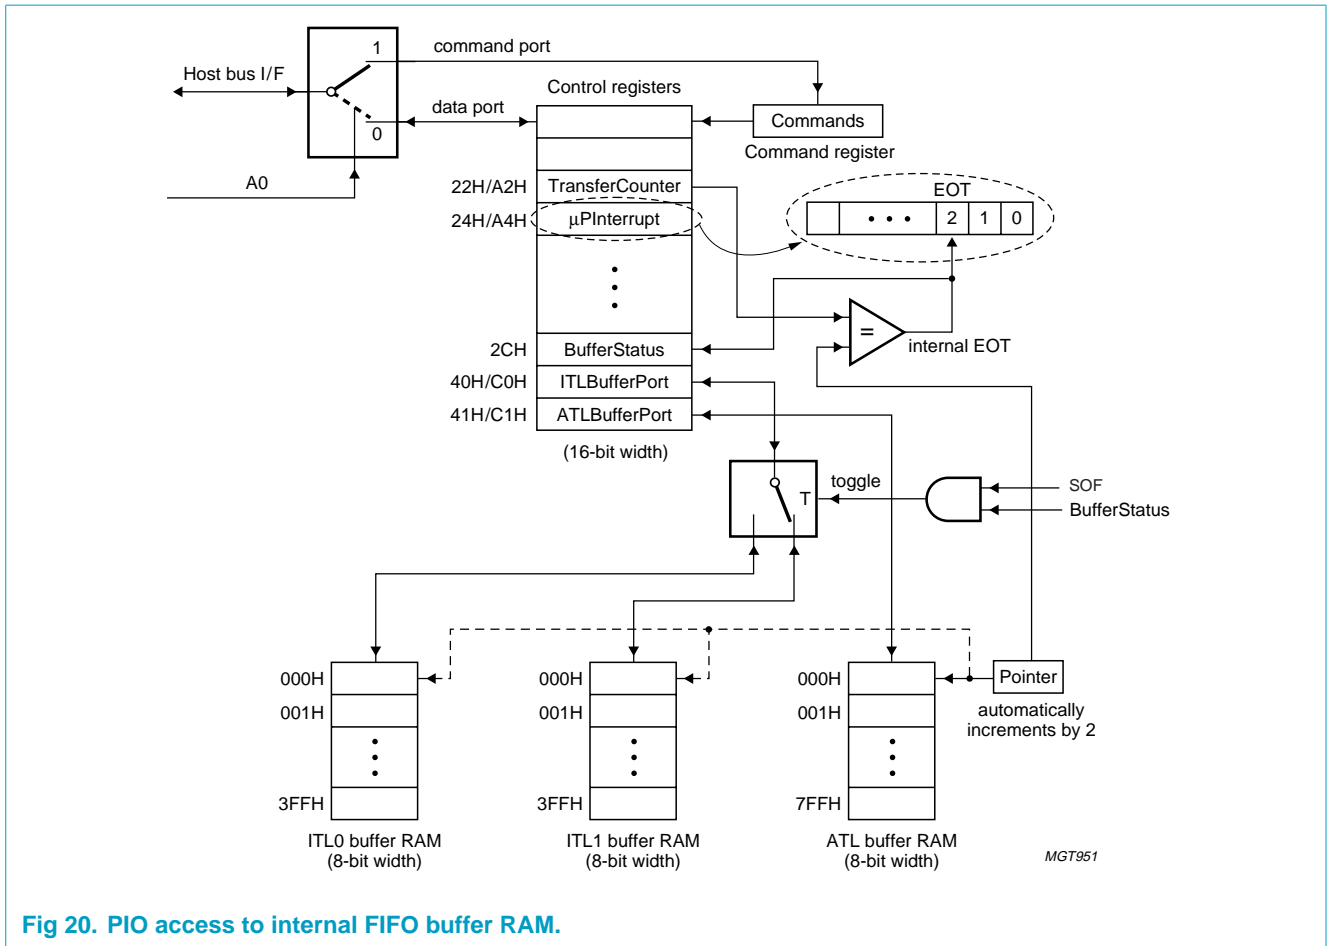 1
command port
Host bus I/F
Control registers
data port
0
Commands
Command register
A0
22H/A2H
TransferCounter
EOT
24H/A4H
µPInterrupt
• • • 2 1 0
=
internal EOT
2CH
BufferStatus
40H/C0H
ITLBufferPort
41H/C1H
ATLBufferPort
(16-bit width)
T
toggle
SOF
BufferStatus
000H
000H
000H
Pointer
001H
001H
001H
automatically
increments by 2
3FFH
3FFH
7FFH
ITL0 buffer RAM
(8-bit width)
ITL1 buffer RAM
(8-bit width)
ATL buffer RAM
(8-bit width)
MGT951
Fig 20. PIO access to internal FIFO buffer RAM.